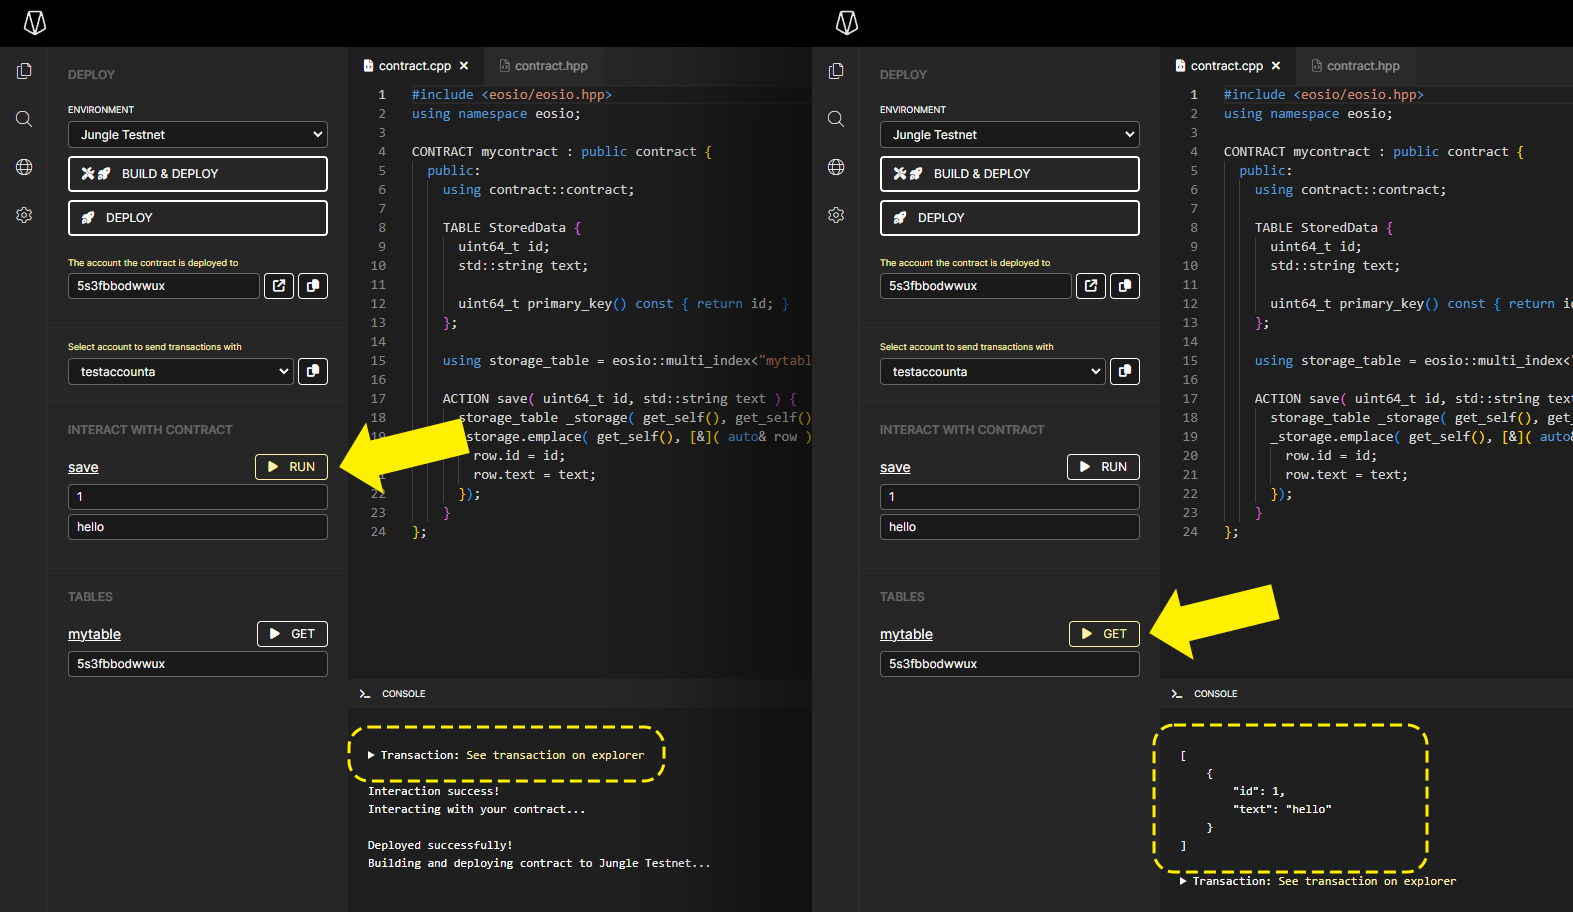 DEPLOY
ENVIRONMENT
Jungle Testnet
BUILD & DEPLOY
DEPLOY
The account the contract is deployed to
5s3fbbodwwux
Select account to send transactions with
testaccounta
INTERACT WITH CONTRACT
save
RUN
1
hello
TABLES
mytable
GET
5s3fbbodwwux
contract.cpp
contract.hpp
1 #include <eosio/eosio.hpp>
2 using namespace eosio;
3
4 CONTRACT mycontract : public contract {
5 public:
6 using contract::contract;
7
8 TABLE StoredData {
9 uint64_t id;
10 std::string text;
11
12 uint64_t primary_key() const { return id; }
13 };
14
15 using storage_table = eosio::multi_index<"mytabl
16
17 ACTION save( uint64_t id, std::string text ) {
18 storage_table _storage( get_self(), get_self()
19 storage.emplace( get_self(), [&]( auto& row )
row.id = id;
row.text = text;
22 });
23 }
24 };
CONSOLE
Transaction: See transaction on explorer
Interaction success!
Interacting with your contract...
Deployed successfully!
Building and deploying contract to Jungle Testnet...
DEPLOY
ENVIRONMENT
Jungle Testnet
BUILD & DEPLOY
DEPLOY
The account the contract is deployed to
5s3fbbodwwux
Select account to send transactions with
testaccounta
INTERACT WITH CONTRACT
save
RUN
1
hello
TABLES
mytable
GET
5s3fbbodwwux
contract.cpp
contract.hpp
1 #include <eosio/eosio.hpp>
2 using namespace eosio;
3
4 CONTRACT mycontract : public contract {
5 public:
6 using contract::contract;
7
8 TABLE StoredData {
9 uint64_t id;
10 std::string text;
11
12 uint64_t primary_key() const { return i
13 };
14
15 using storage_table = eosio::multi_index<"
16
17 ACTION save( uint64_t id, std::string text
18 storage_table _storage( get_self(), get_
19 _storage.emplace( get_self(), [&]( auto&
20 row.id = id;
21 row.text = text;
22 });
23 }
24 };
CONSOLE
[
{
"id": 1,
"text": "hello"
}
]
Transaction: See transaction on explorer